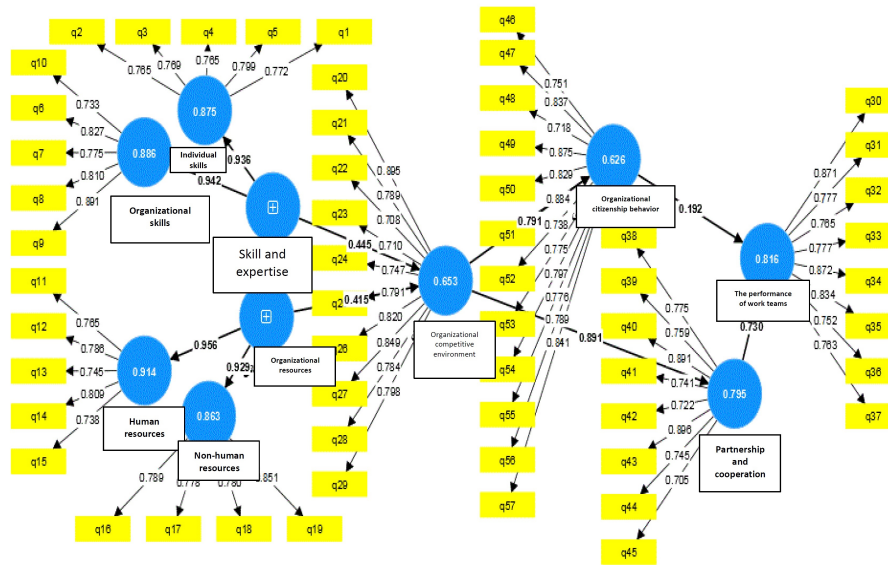 q2
q3
q4
q5
q1
0.765
0.769
0.765
0.799
0.772
0.875
Individual
skills
q10
q6
q7
q8
q9
0.733
0.827
0.775
0.810
0.891
0.886
Organizational
skills
0.936
0.942
Skill and
expertise
0.445
q11
q12
q13
q14
q15
0.765
0.786
0.745
0.809
0.738
0.914
Human
resources
0.956
0.929
Organizational
resources
0.415
0.863
Non-human
resources
0.789
0.778
0.780
0.851
q16
q17
q18
q19
q20
q21
q22
q23
q24
q2
q26
q27
q28
q29
0.895
0.789
0.708
0.710
0.747
0.791
0.820
0.849
0.784
0.798
0.653
Organizational
competitive
environment
0.791
0.891
q46
q47
q48
q49
q50
q51
q52
q53
q54
q55
q56
q57
0.751
0.837
0.718
0.875
0.829
0.884
0.738
0.775
0.797
0.776
0.789
0.841
0.626
Organizational
citizenship behavior
0.192
q38
q39
q40
q41
q42
q43
q44
q45
0.775
0.759
0.891
0.741
0.722
0.896
0.745
0.705
0.795
Partnership
and
cooperation
0.730
0.816
The performance
of work teams
0.871
0.777
0.765
0.777
0.872
0.834
0.752
0.763
q30
q31
q32
q33
q34
q35
q36
q37